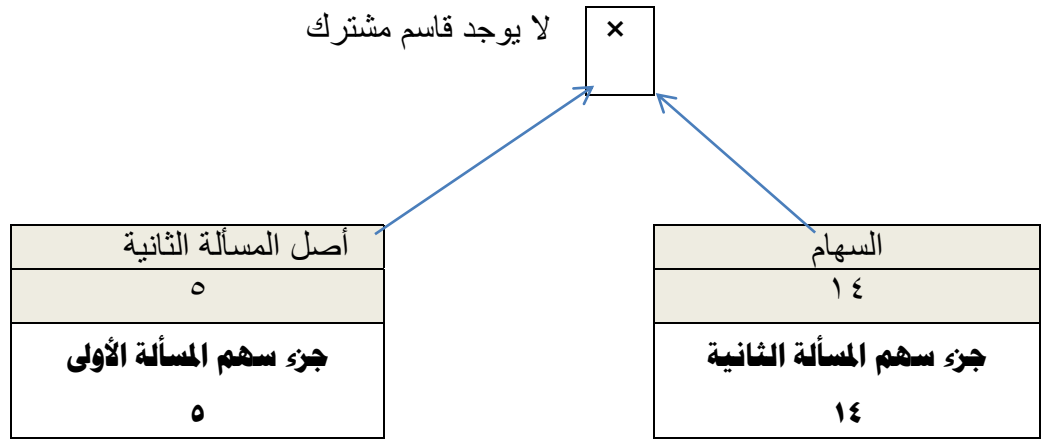 × لا يوجد قاسم مشترك
السهام
١٤
جزء سهم المسألة الثانية
١٤
أصل المسألة الثانية
٥
جزء سهم المسألة الأولى
٥